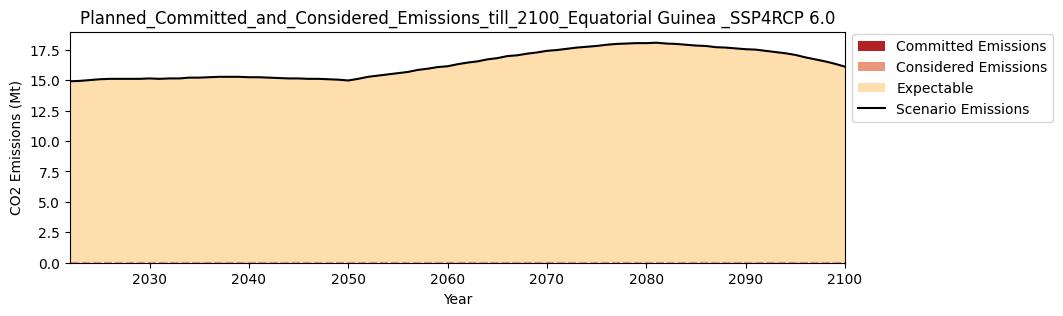 Planned_Committed_and_Considered_Emissions_till_2100_Equatorial Guinea _SSP4RCP 6.0
CO2 Emissions (Mt)
17.5
15.0
12.5
10.0
7.5
5.0
2.5
0.0
2030 2040 2050 2060 2070 2080 2090 2100
Year
Committed Emissions
Considered Emissions
Expectable
Scenario Emissions